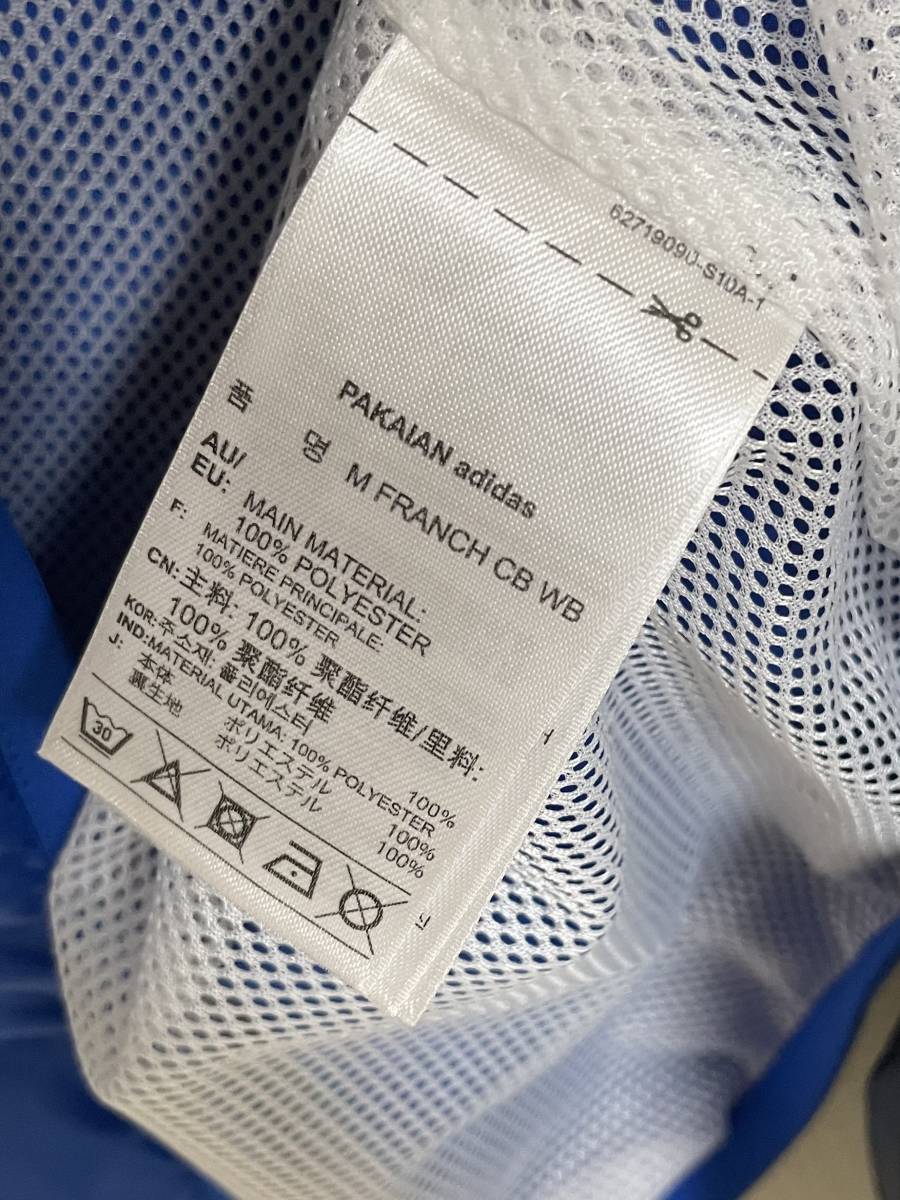 62719090-S10A-1
PAKAIAN adidas
품 명 M FRANCH CB WB
AU/
EU: MAIN MATERIAL:
100% POLYESTER
F: MATIERE PRINCIPALE:
100% POLYESTER
CN: 主料: 100% 聚酯纤维/里料:
100% 聚酯纤维
KOR: 주소재: 폴리에스터 100%
IND: MATERIAL UTAMA: 100% POLYESTER
J: 本体 ポリエステル 100%
裏生地 ポリエステル 100%
30